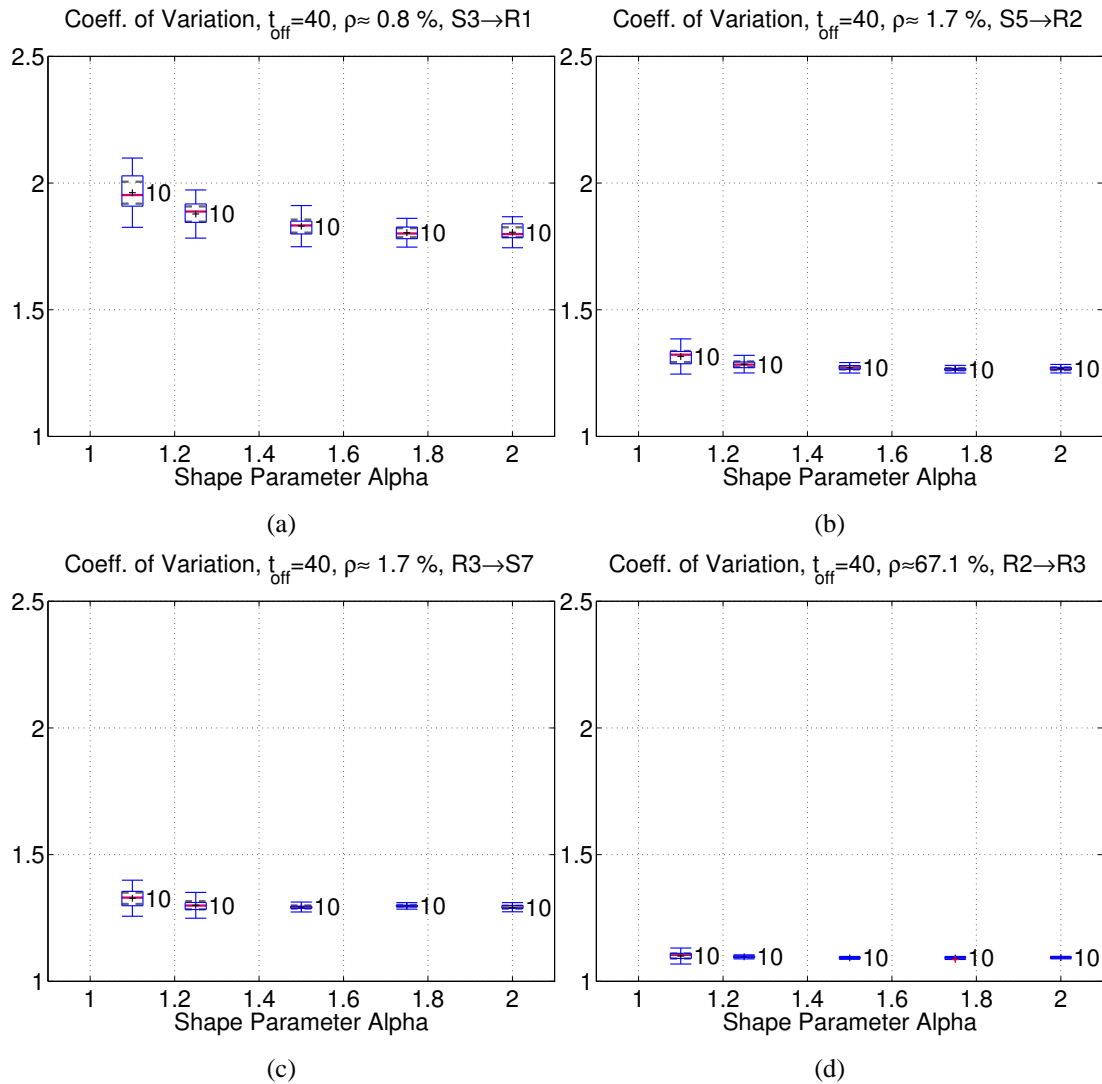 Coeff. of Variation, t_off=40, ρ≈ 0.8 %, S3→R1
2.5
2
1.5
1
10 10 10 10 10
1 1.2 1.4 1.6 1.8 2
Shape Parameter Alpha
(a)
Coeff. of Variation, t_off=40, ρ≈ 1.7 %, S5→R2
2.5
2
1.5
1
10 10 10 10 10
1 1.2 1.4 1.6 1.8 2
Shape Parameter Alpha
(b)
Coeff. of Variation, t_off=40, ρ≈ 1.7 %, R3→S7
2.5
2
1.5
1
10 10 10 10 10
1 1.2 1.4 1.6 1.8 2
Shape Parameter Alpha
(c)
Coeff. of Variation, t_off=40, ρ≈67.1 %, R2→R3
2.5
2
1.5
1
10 10 10 10 10
1 1.2 1.4 1.6 1.8 2
Shape Parameter Alpha
(d)